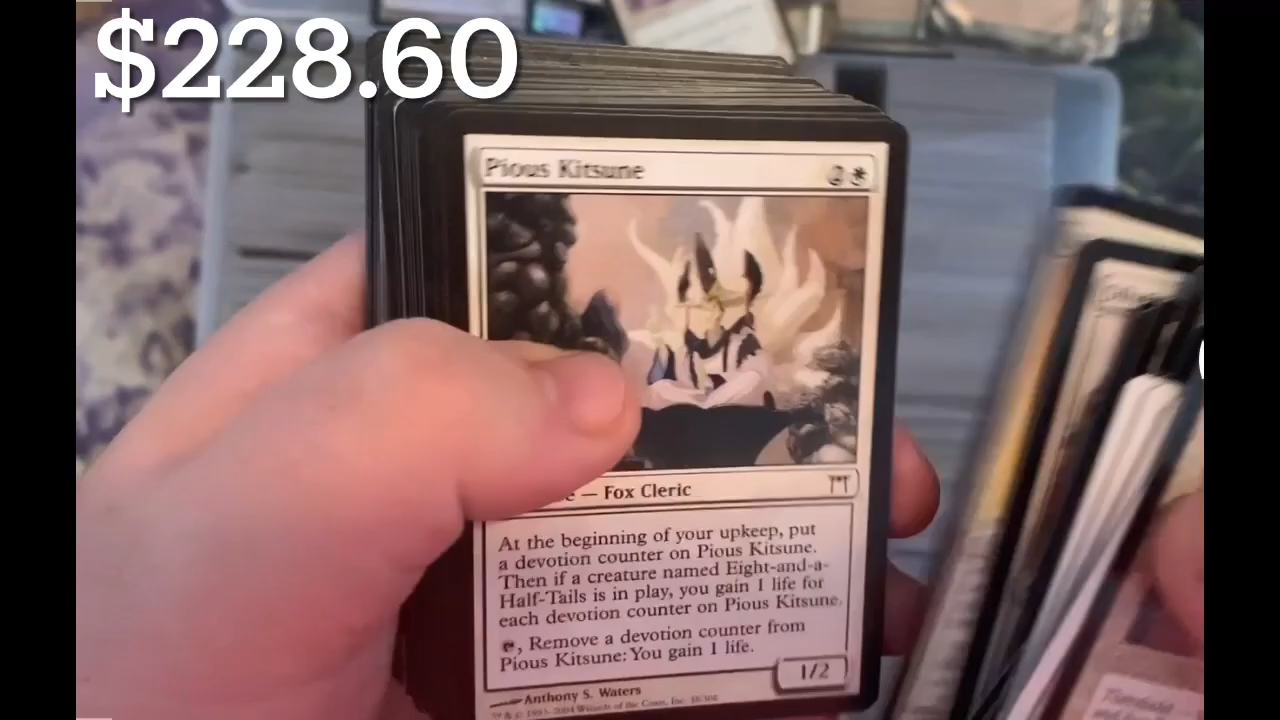 $228.60
Pious Kitsune
2
— Fox Cleric
At the beginning of your upkeep, put
a devotion counter on Pious Kitsune.
Then if a creature named Eight-and-a-
Half-Tails is in play, you gain 1 life for
each devotion counter on Pious Kitsune.
, Remove a devotion counter from
Pious Kitsune: You gain 1 life.
1/2
Anthony S. Waters